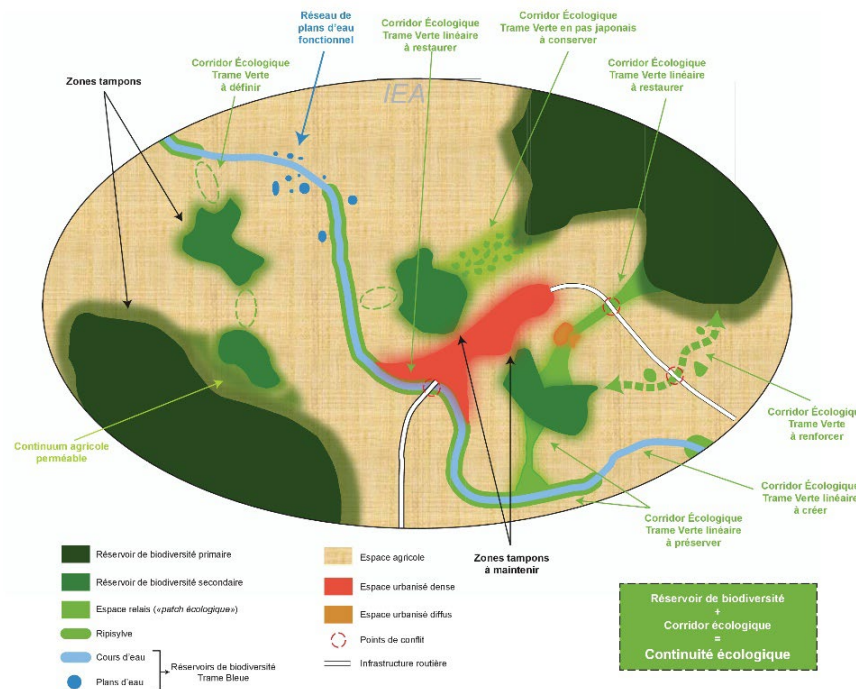 Réseau de
plans d'eau
fonctionnel
Corridor Écologique
Trame Verte linéaire
à restaurer
Corridor Écologique
Trame Verte en pas japonais
à conserver
Corridor Écologique
Trame Verte
à définir
Corridor Écologique
Trame Verte linéaire
à restaurer
Zones tampons
IEA
Continuum agricole
perméable
Corridor Écologique
Trame Verte
à renforcer
Corridor Écologique
Trame Verte linéaire
à créer
Corridor Écologique
Trame Verte linéaire
à préserver
Zones tampons
à maintenir
Réservoir de biodiversité primaire
Réservoir de biodiversité secondaire
Espace relais («patch écologique»)
Ripisylve
Cours d'eau
Plans d'eau
Réservoirs de biodiversité
Trame Bleue
Espace agricole
Espace urbanisé dense
Espace urbanisé diffus
Points de conflit
Infrastructure routière
Réservoir de biodiversité
+
Corridor écologique
=
Continuité écologique